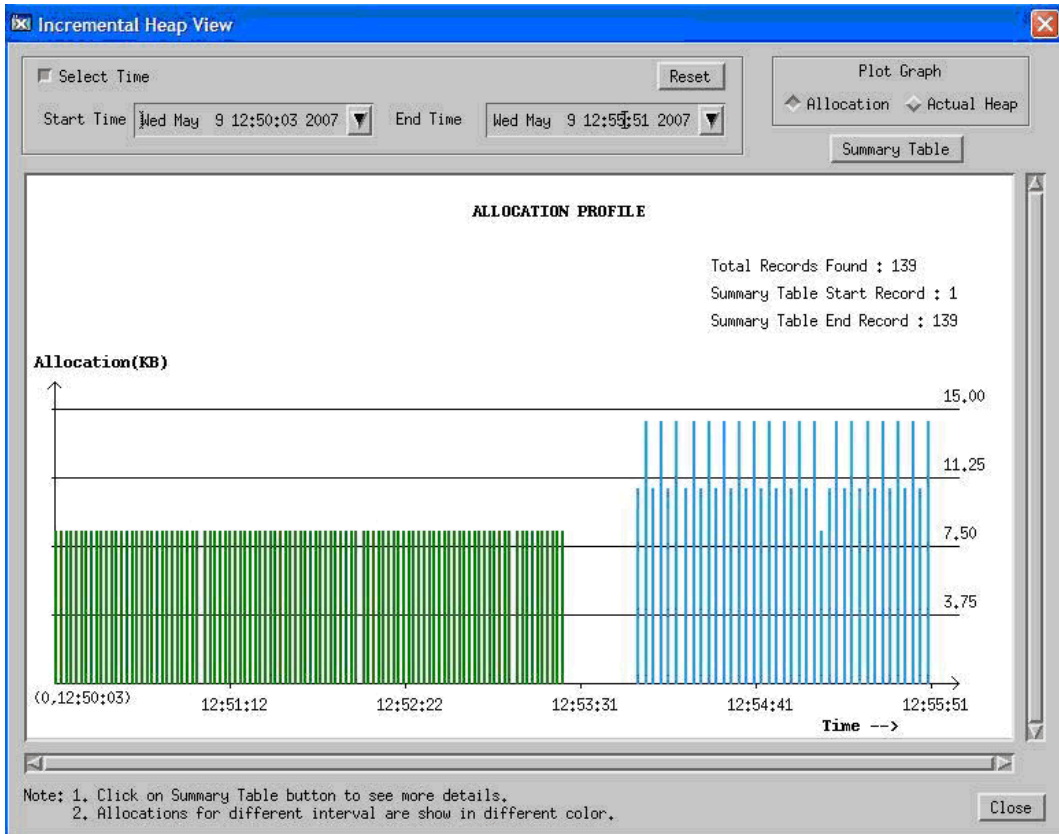 Incremental Heap View
Select Time
Reset
Start Time Wed May 9 12:50:03 2007 End Time Wed May 9 12:55:51 2007
Plot Graph
Allocation Actual Heap
Summary Table
ALLOCATION PROFILE
Total Records Found : 139
Summary Table Start Record : 1
Summary Table End Record : 139
Allocation(KB)
15.00
11.25
7.50
3.75
(0,12:50:03) 12:51:12 12:52:22 12:53:31 12:54:41 12:55:51
Time -->
Note: 1. Click on Summary Table button to see more details.
2. Allocations for different interval are show in different color.
Close